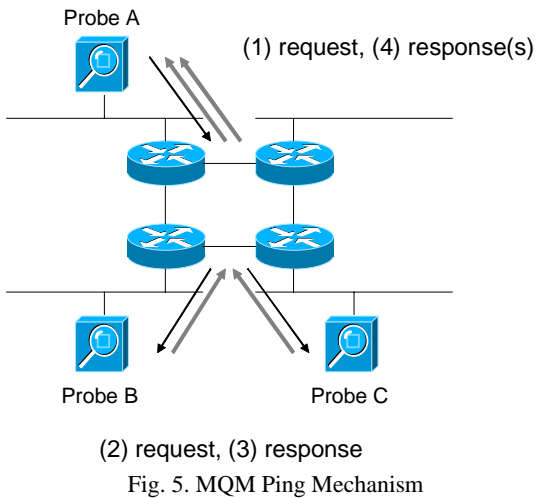 Probe A
(1) request, (4) response(s)
Probe B
Probe C
(2) request, (3) response
Fig. 5. MQM Ping Mechanism